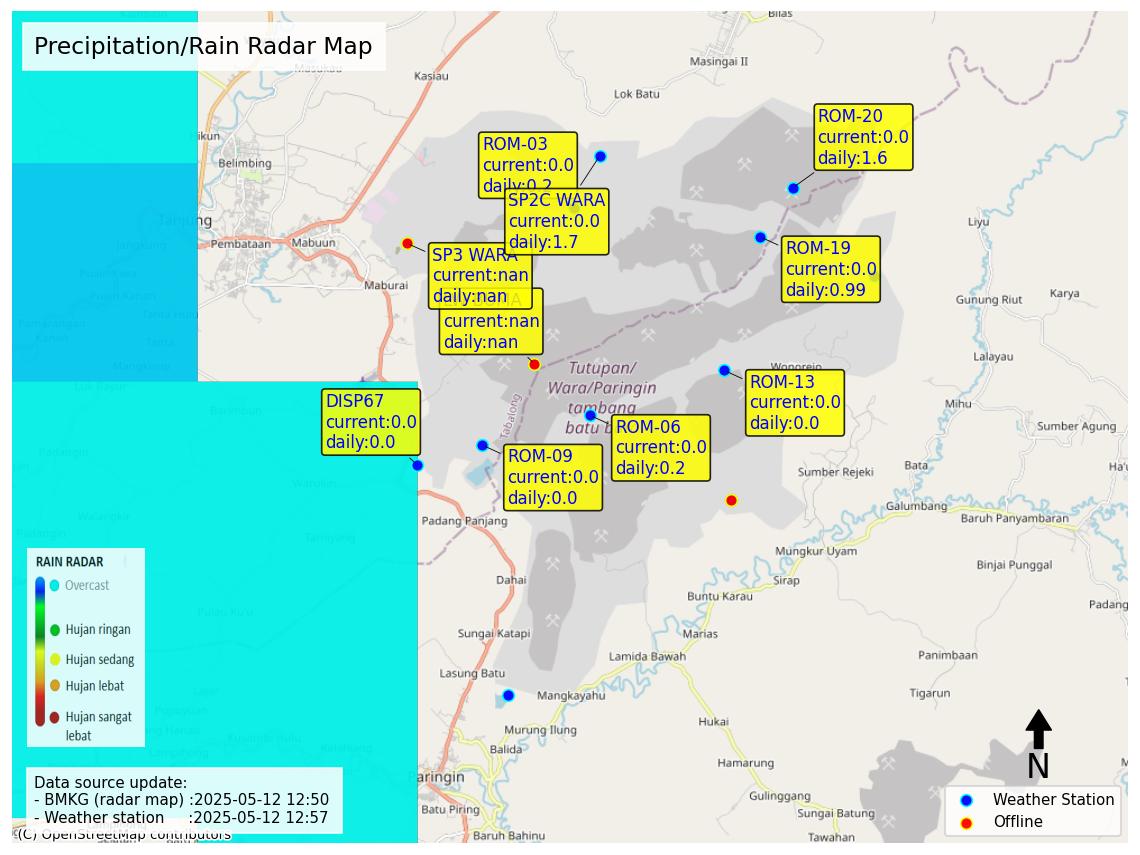 Precipitation/Rain Radar Map
Bilas
Masingai II
Kasiau
Lok Batu
Belimbing
Tanjung
Pembataan
Mabuun
Maburai
Liyu
Gunung Riut
Karya
Lalayau
Mihu
Sumber Agung
Bata
Sumber Rejeki
Galumbang
Baruh Panyambaran
Mungkur Uyam
Binjai Punggal
Sirap
Buntu Karau
Padang
Marias
Panimbaan
Lamida Bawah
Tigarun
Hukai
Hamarung
Gulinggang
Sungai Batung
Tawahan
ROM-03
current:0.0
daily:0.2
SP2C WARA
current:0.0
daily:1.7
ROM-20
current:0.0
daily:1.6
ROM-19
current:0.0
daily:0.99
SP3 WARA
current:nan
daily:nan
current:nan
daily:nan
Tutupan/
Wara/Paringin
tambang
batu b
Tabalong
Wonorejo
ROM-13
current:0.0
daily:0.0
DISP67
current:0.0
daily:0.0
ROM-06
current:0.0
daily:0.2
ROM-09
current:0.0
daily:0.0
Padang Panjang
Dahai
Sungai Katapi
Lasung Batu
Mangkayahu
Murung Ilung
Balida
Paringin
Batu Piring
Baruh Bahinu
RAIN RADAR
Overcast
Hujan ringan
Hujan sedang
Hujan lebat
Hujan sangat
lebat
Data source update:
- BMKG (radar map) :2025-05-12 12:50
- Weather station :2025-05-12 12:57
(C) OpenStreetMap contributors
N
Weather Station
Offline